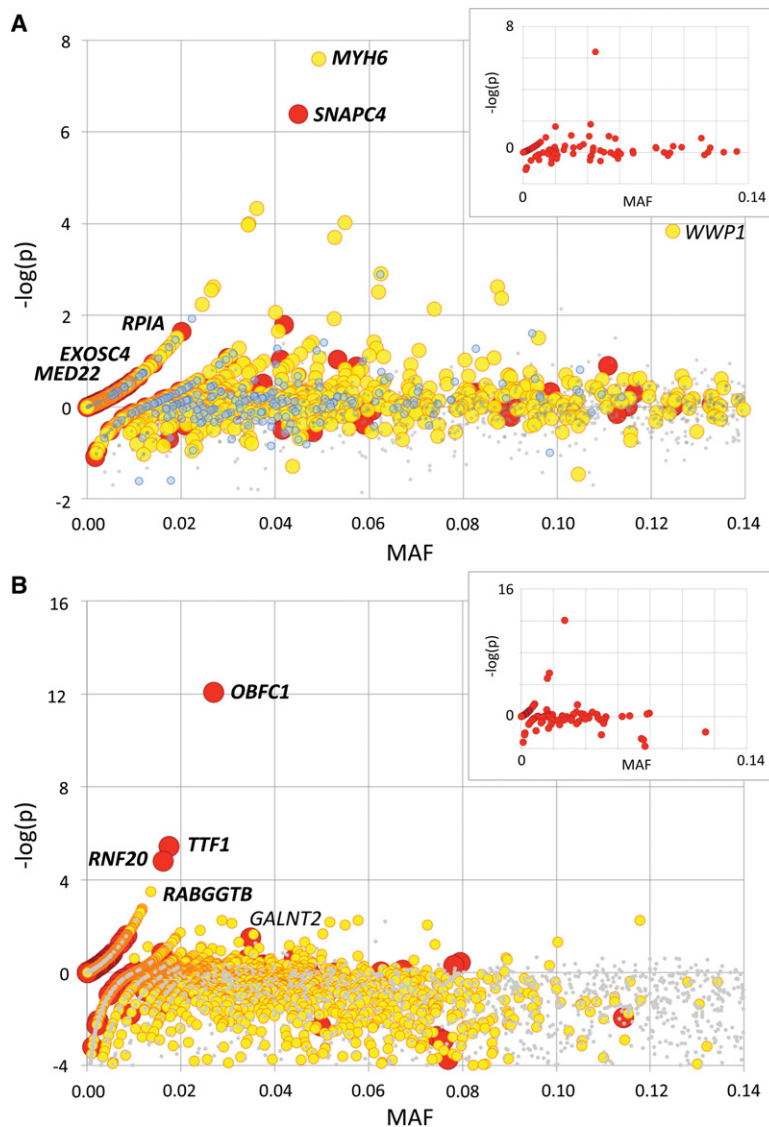 A
8
6
4
2
0
-2
-log(p)
0.00 0.02 0.04 0.06 0.08 0.10 0.12 0.14
MAF
MYH6
SNAPC4
WWP1
RPIA
EXOSC4
MED22
8
0
-log(p)
0 0.14
MAF
B
16
12
8
4
0
-4
-log(p)
0.00 0.02 0.04 0.06 0.08 0.10 0.12 0.14
MAF
OBFC1
TTF1
RNF20
RABGGTB
GALNT2
16
0
-log(p)
0 0.14
MAF